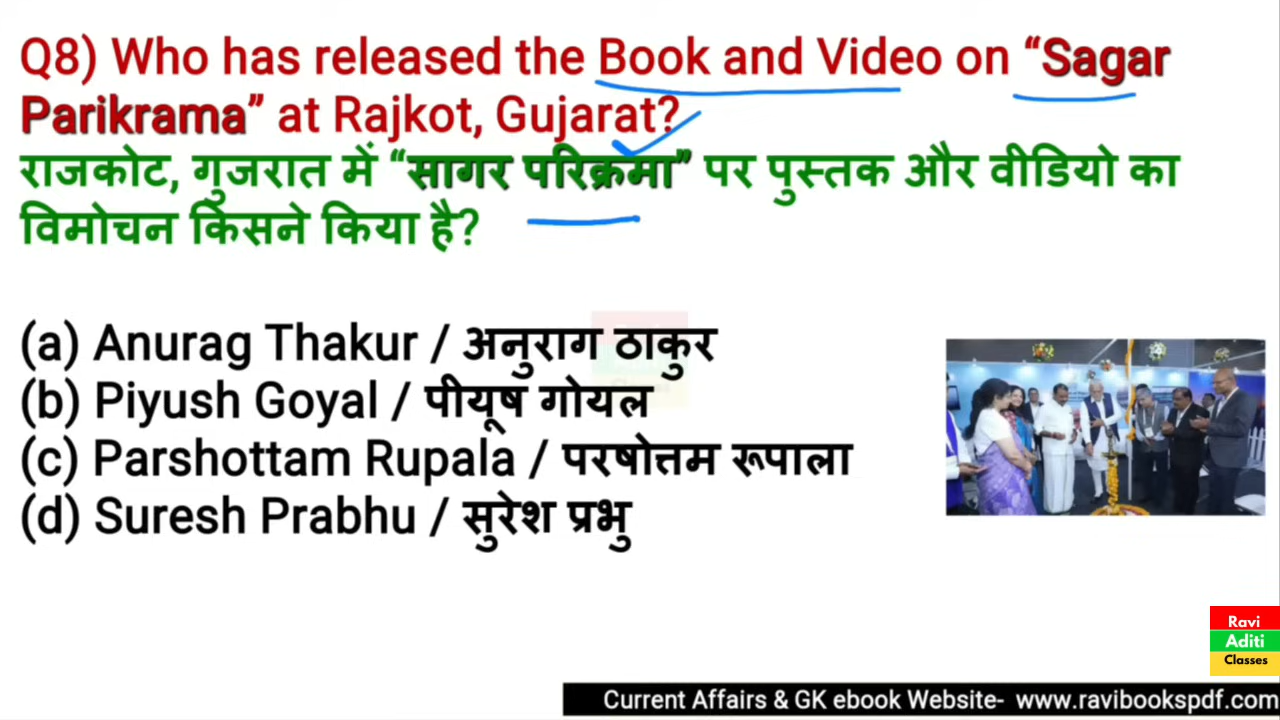 Q8) Who has released the Book and Video on “Sagar
Parikrama” at Rajkot, Gujarat?
राजकोट, गुजरात में “सागर परिक्रमा” पर पुस्तक और वीडियो का
विमोचन किसने किया है?
(a) Anurag Thakur / अनुराग ठाकुर
(b) Piyush Goyal / पीयूष गोयल
(c) Parshottam Rupala / परषोत्तम रूपाला
(d) Suresh Prabhu / सुरेश प्रभु
Ravi
Aditi
Classes
Current Affairs & GK ebook Website- www.ravibookspdf.com